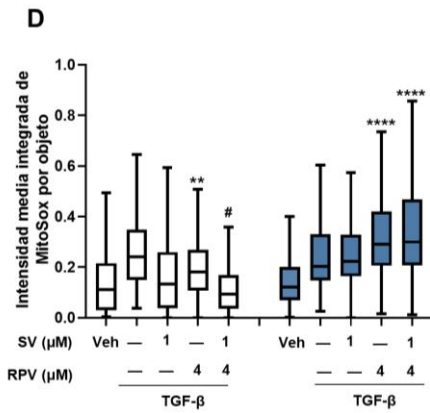 D
Intensidad media integrada de
MitoSox por objeto
1.0
0.8
0.6
0.4
0.2
0.0
**
#
****
****
SV (μM) Veh — 1 — 1 Veh — 1 — 1
RPV (μM) — — 4 4 — — 4 4
TGF-β TGF-β